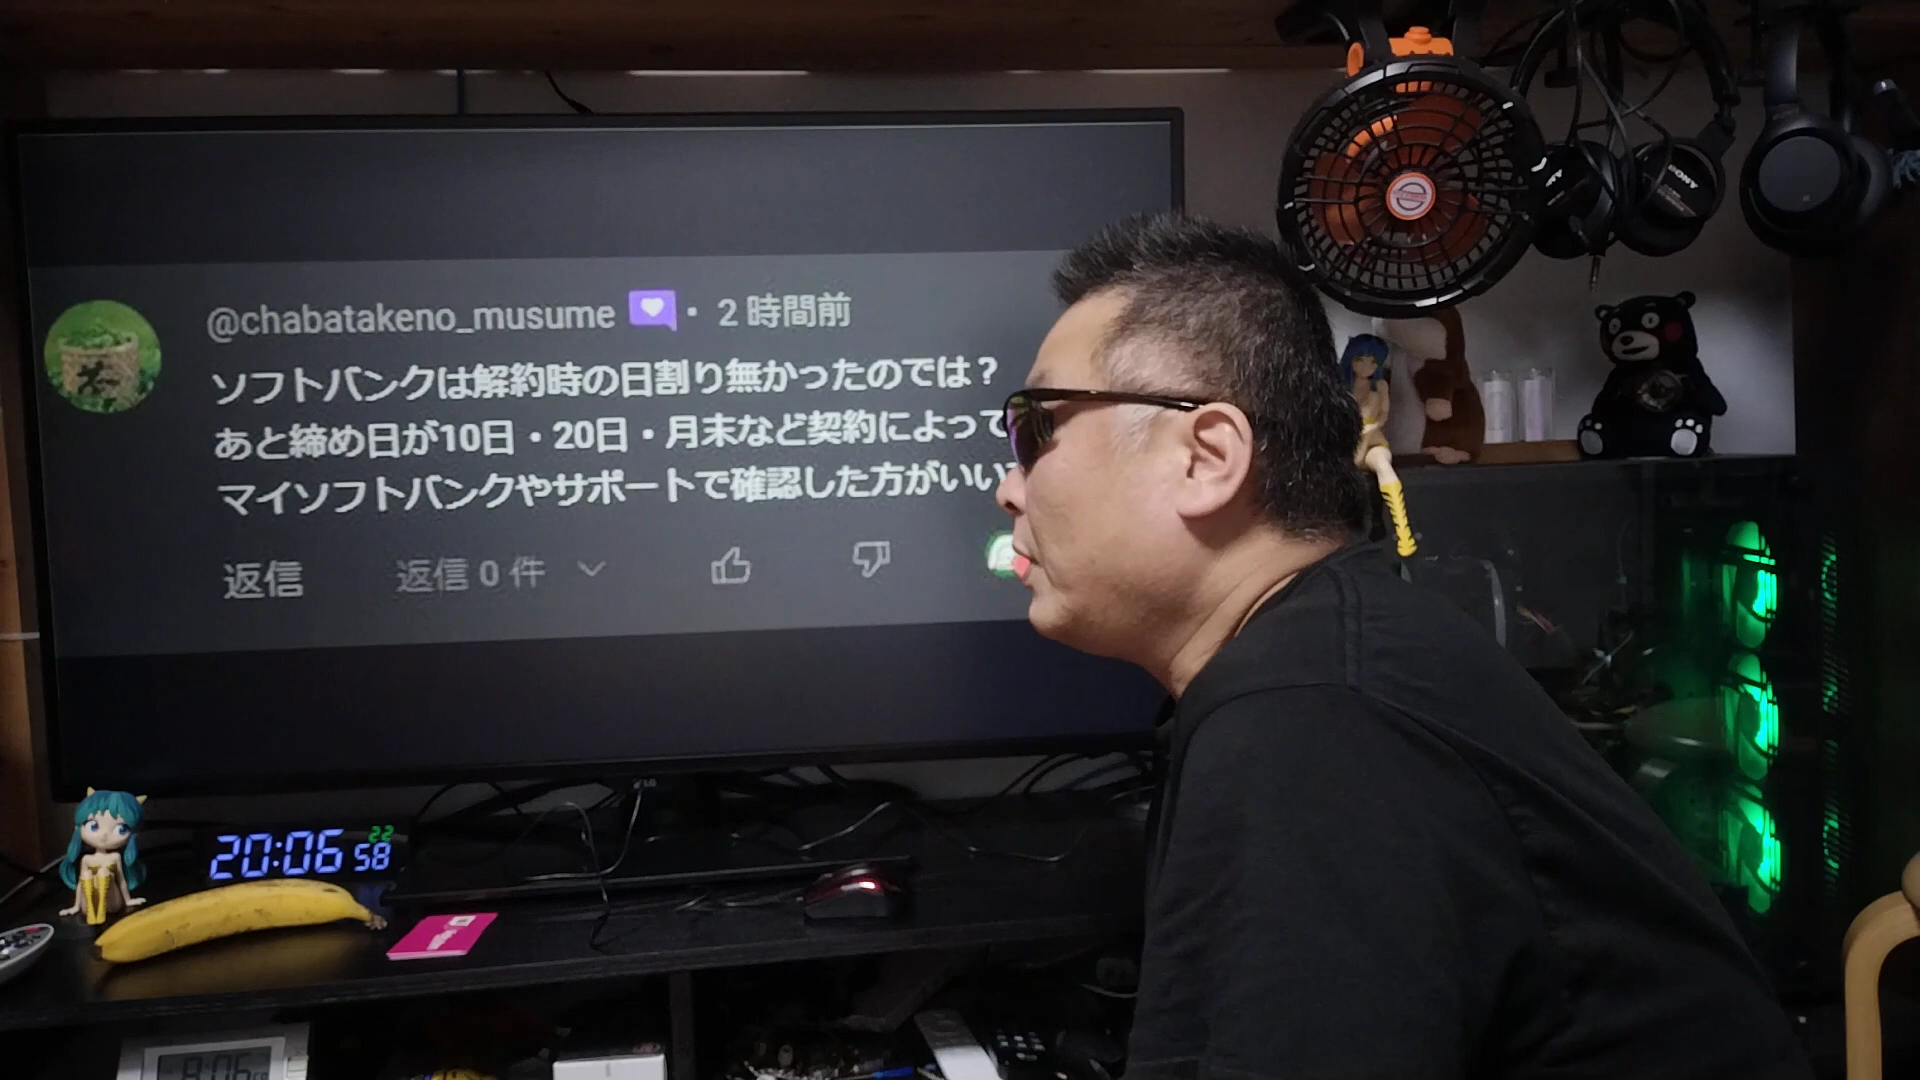 @chabatakeno_musume ・ 2 時間前
ソフトバンクは解約時の日割り無かったのでは？
あと締め日が10日・20日・月末など契約によって
マイソフトバンクやサポートで確認した方がいい
返信
返信 0 件
SONY
LG
20:06 58
22